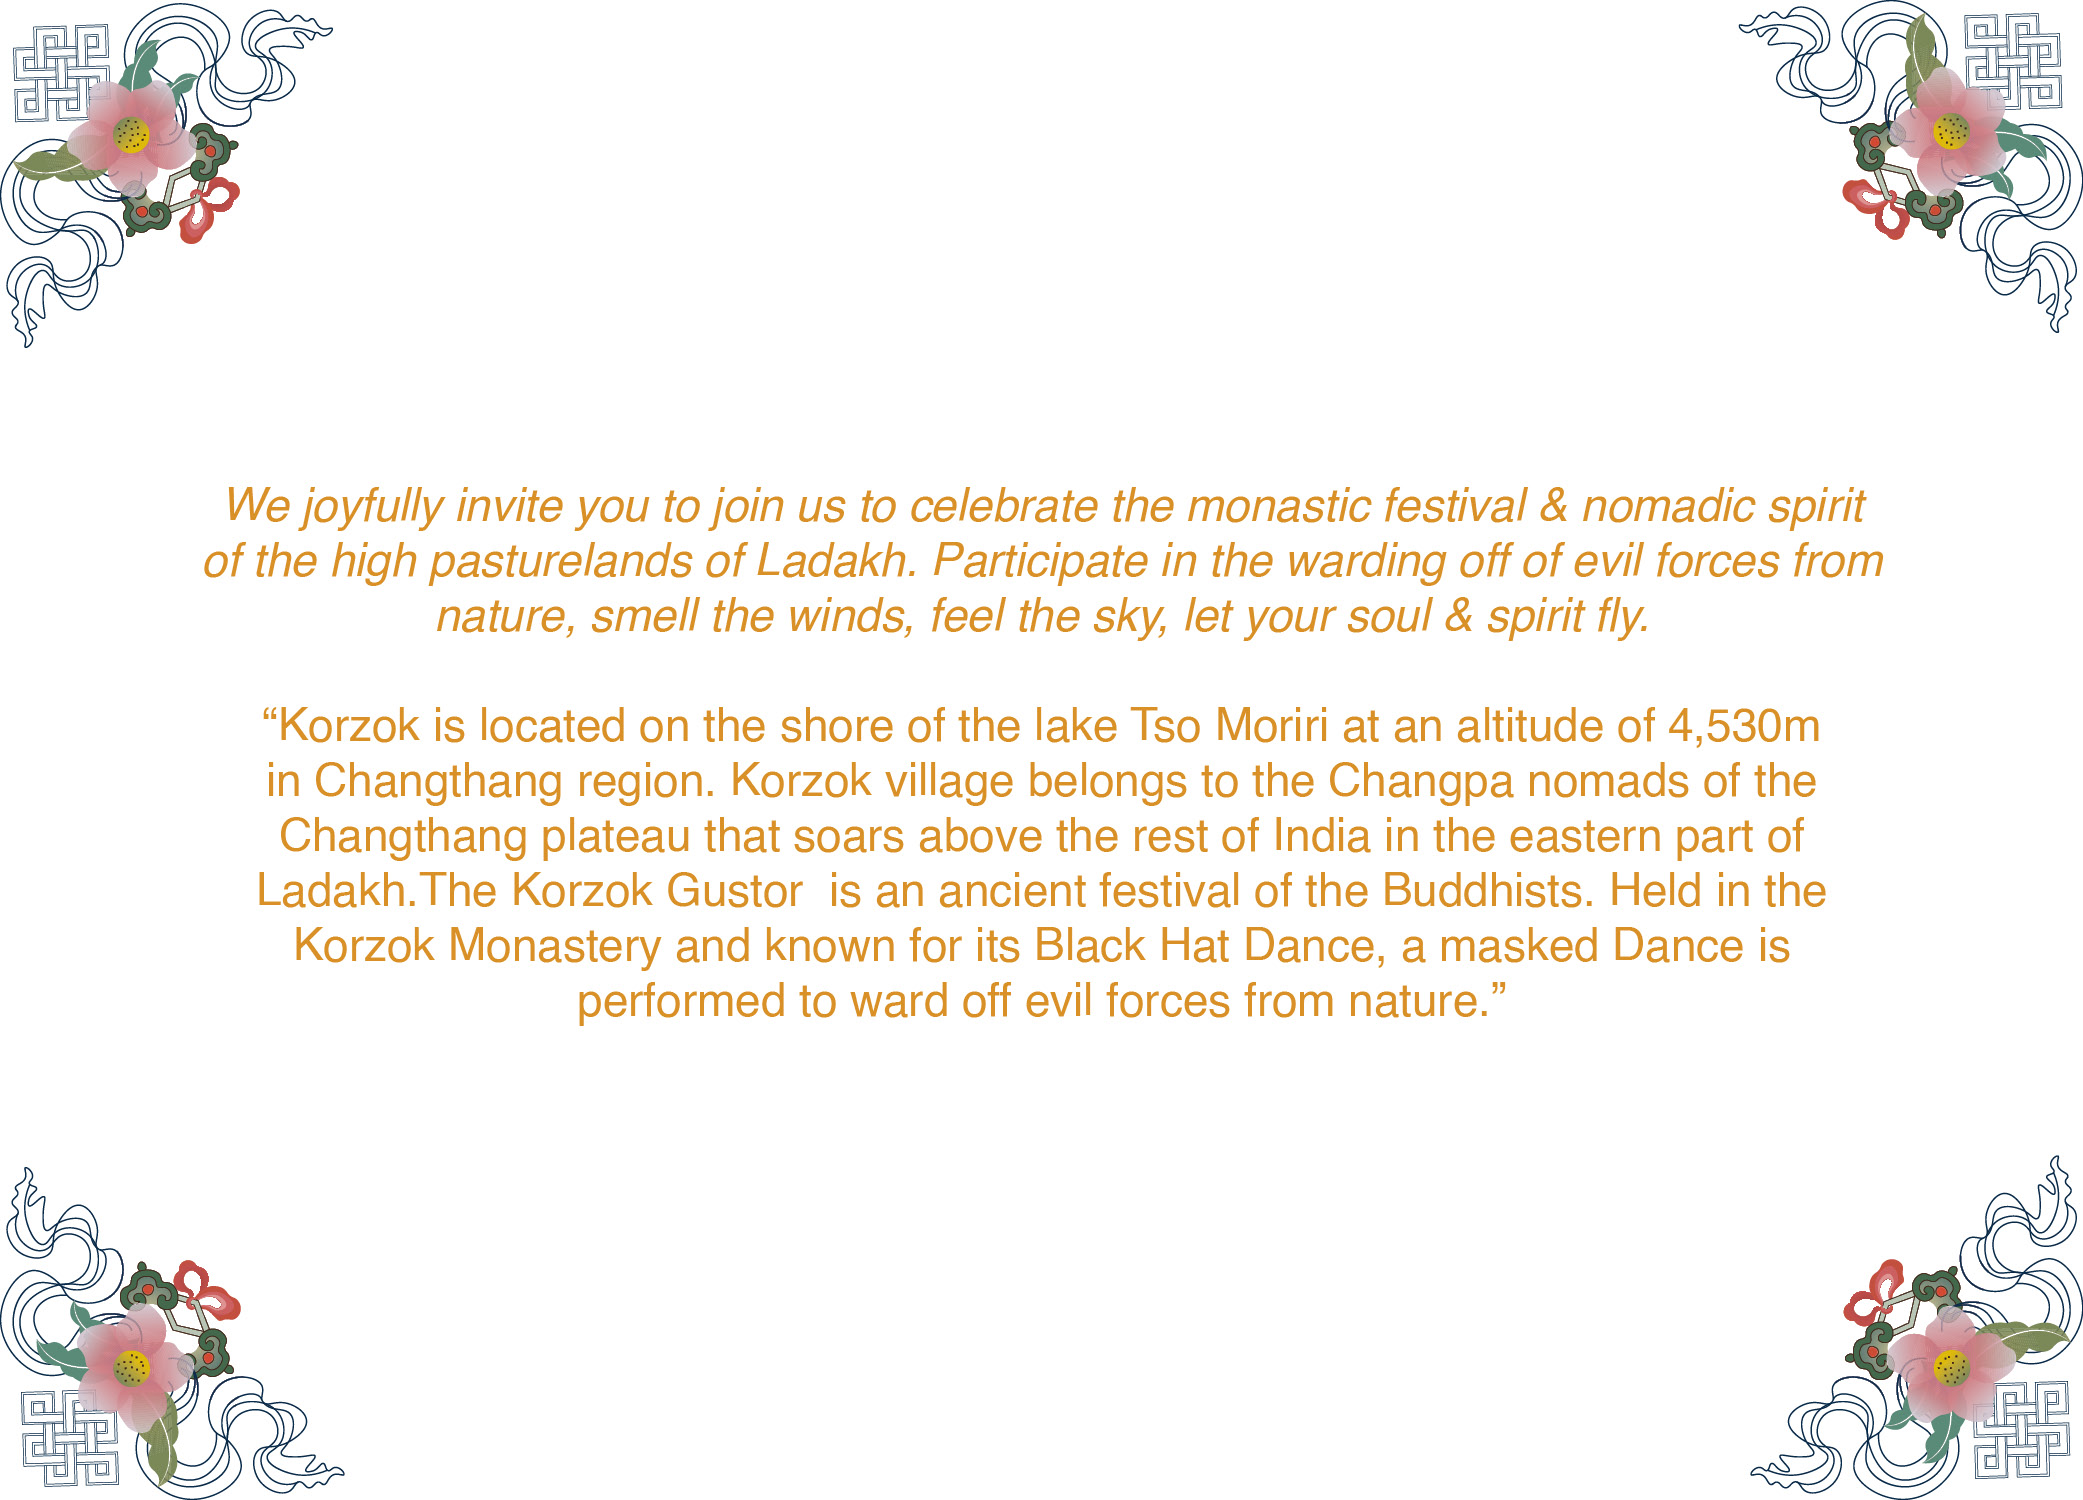 We joyfully invite you to join us to celebrate the monastic festival & nomadic spirit
of the high pasturelands of Ladakh. Participate in the warding off of evil forces from
nature, smell the winds, feel the sky, let your soul & spirit fly.
“Korzok is located on the shore of the lake Tso Moriri at an altitude of 4,530m
in Changthang region. Korzok village belongs to the Changpa nomads of the
Changthang plateau that soars above the rest of India in the eastern part of
Ladakh.The Korzok Gustor  is an ancient festival of the Buddhists. Held in the
Korzok Monastery and known for its Black Hat Dance, a masked Dance is
performed to ward off evil forces from nature.”